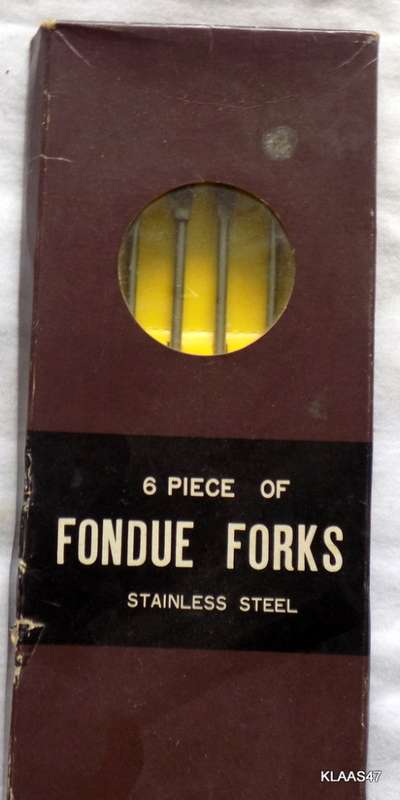 6 PIECE OF
FONDUE FORKS
STAINLESS STEEL
KLAAS47